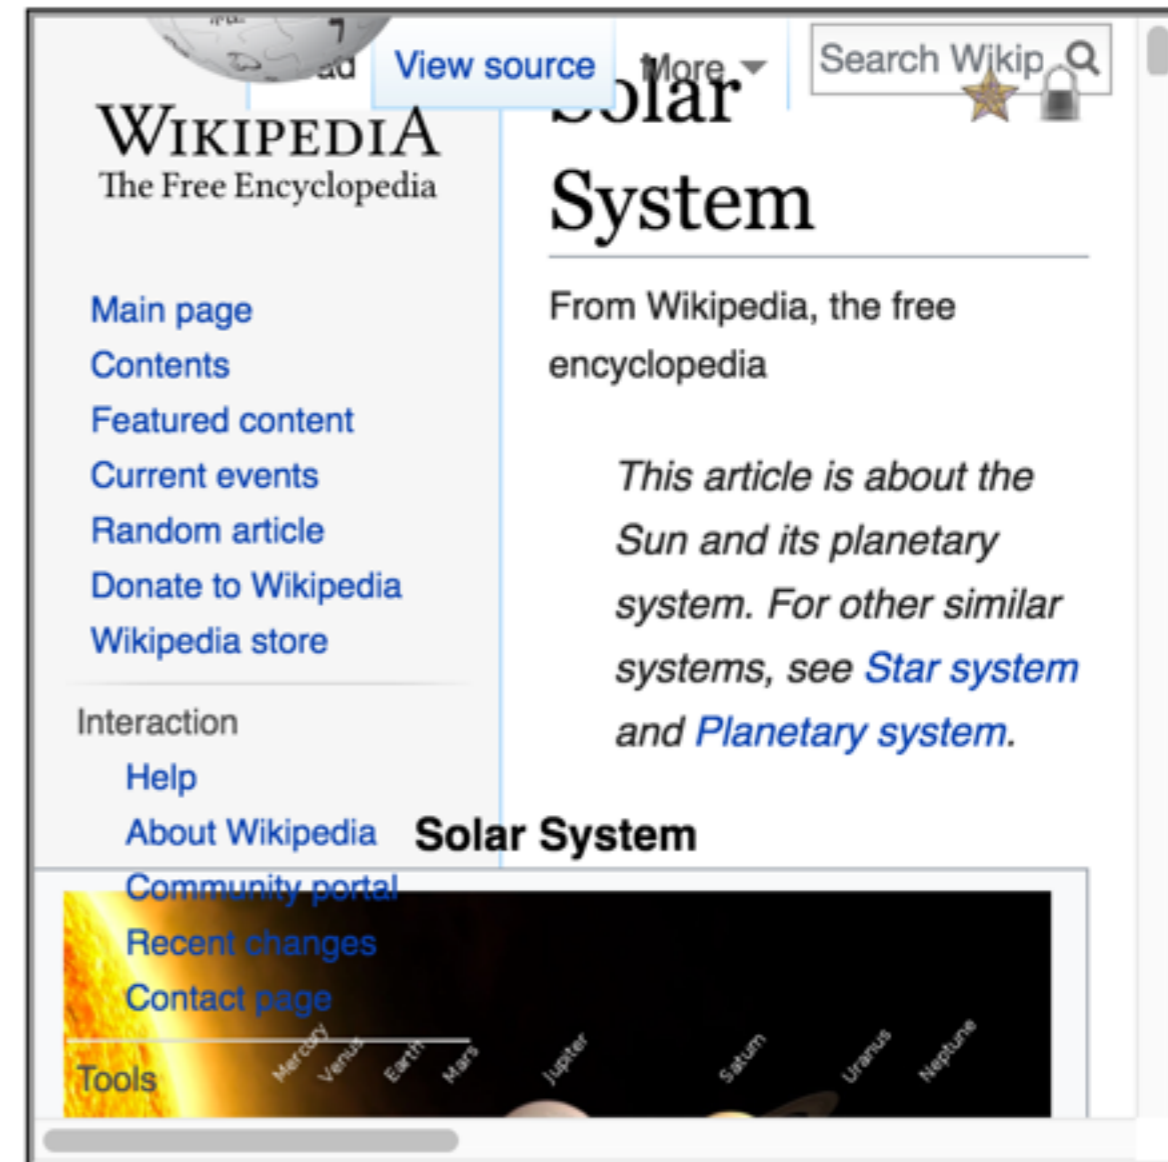 View source
More
Search Wikip
WIKIPEDIA
The Free Encyclopedia
Main page
Contents
Featured content
Current events
Random article
Donate to Wikipedia
Wikipedia store
Interaction
Help
About Wikipedia
Community portal
Recent changes
Contact page
Tools
Solar
System
From Wikipedia, the free
encyclopedia
This article is about the
Sun and its planetary
system. For other similar
systems, see Star system
and Planetary system.
Solar System
Mercury
Venus
Earth
Mars
Jupiter
Saturn
Uranus
Neptune